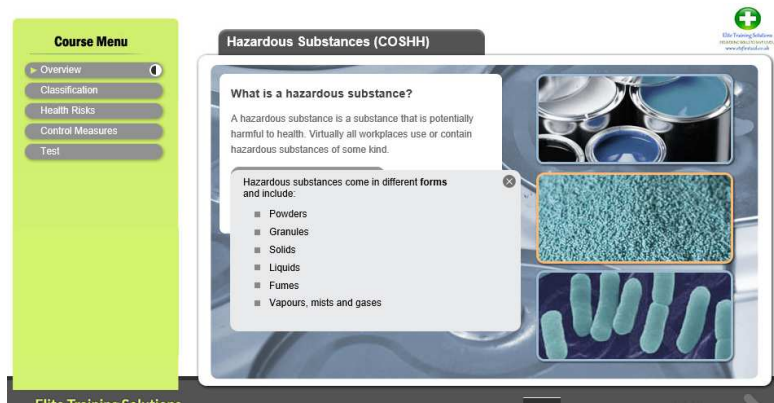 Course Menu
Overview
Classification
Health Risks
Control Measures
Test
Hazardous Substances (COSHH)
Elite Training Solutions
What is a hazardous substance?
A hazardous substance is a substance that is potentially
harmful to health. Virtually all workplaces use or contain
hazardous substances of some kind.
Hazardous substances come in different forms
and include:
Powders
Granules
Solids
Liquids
Fumes
Vapours, mists and gases
Elite Training Solutions